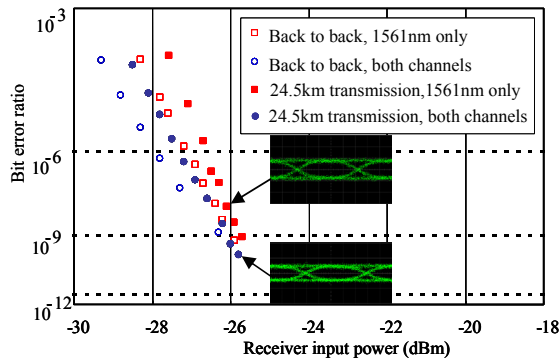 10-3
10-6
10-9
10-12
Bit error ratio
Back to back, 1561nm only
Back to back, both channels
24.5km transmission,1561nm only
24.5km transmission, both channels
-30 -28 -26 -24 -22 -20 -18
Receiver input power (dBm)